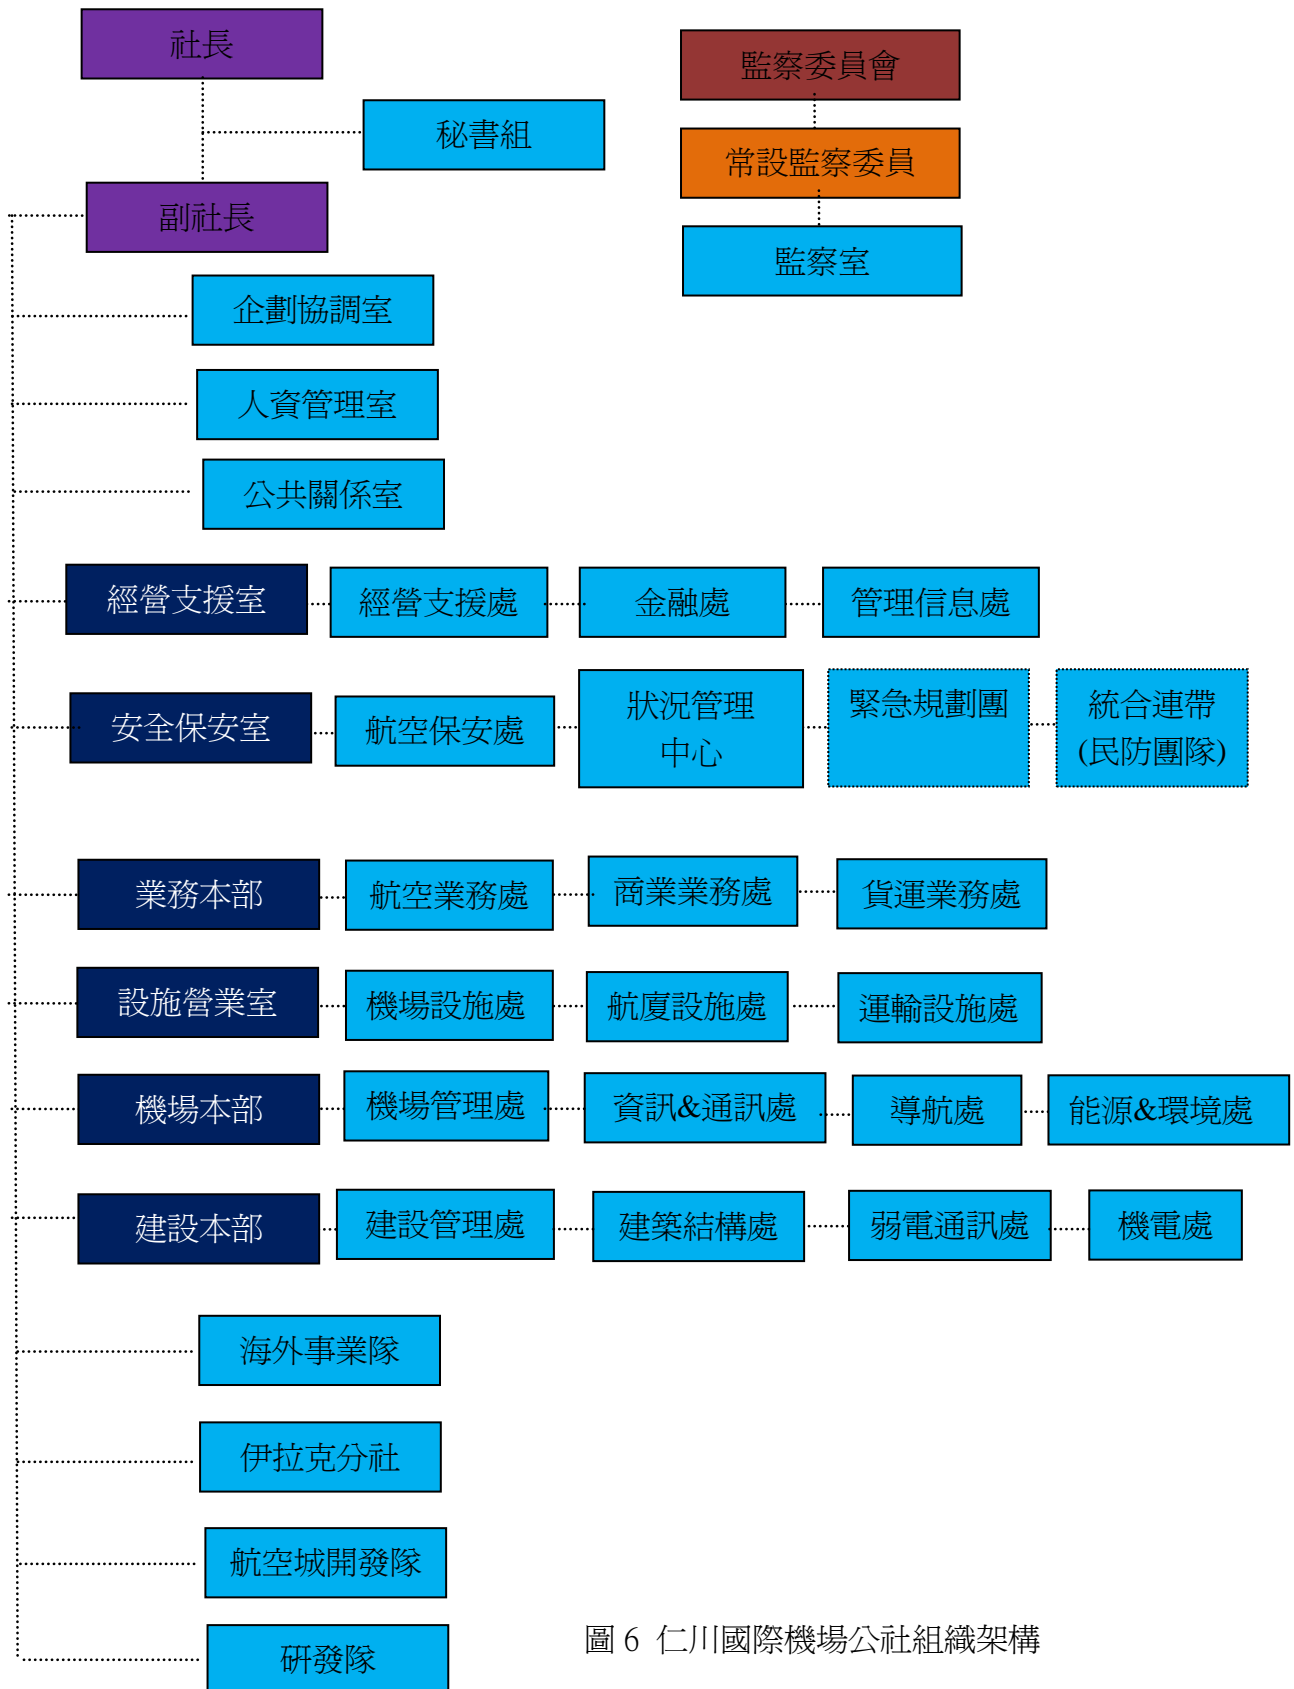 社長
監察委員會
秘書組
常設監察委員
副社長
監察室
企劃協調室
人資管理室
公共關係室
經營支援室
經營支援處
金融處
管理信息處
安全保安室
航空保安處
狀況管理
中心
緊急規劃團
統合連帶
(民防團隊)
業務本部
航空業務處
商業業務處
貨運業務處
設施營業室
機場設施處
航廈設施處
運輸設施處
機場本部
機場管理處
資訊&通訊處
導航處
能源&環境處
建設本部
建設管理處
建築結構處
弱電通訊處
機電處
海外事業隊
伊拉克分社
航空城開發隊
研發隊
圖 6 仁川國際機場公社組織架構